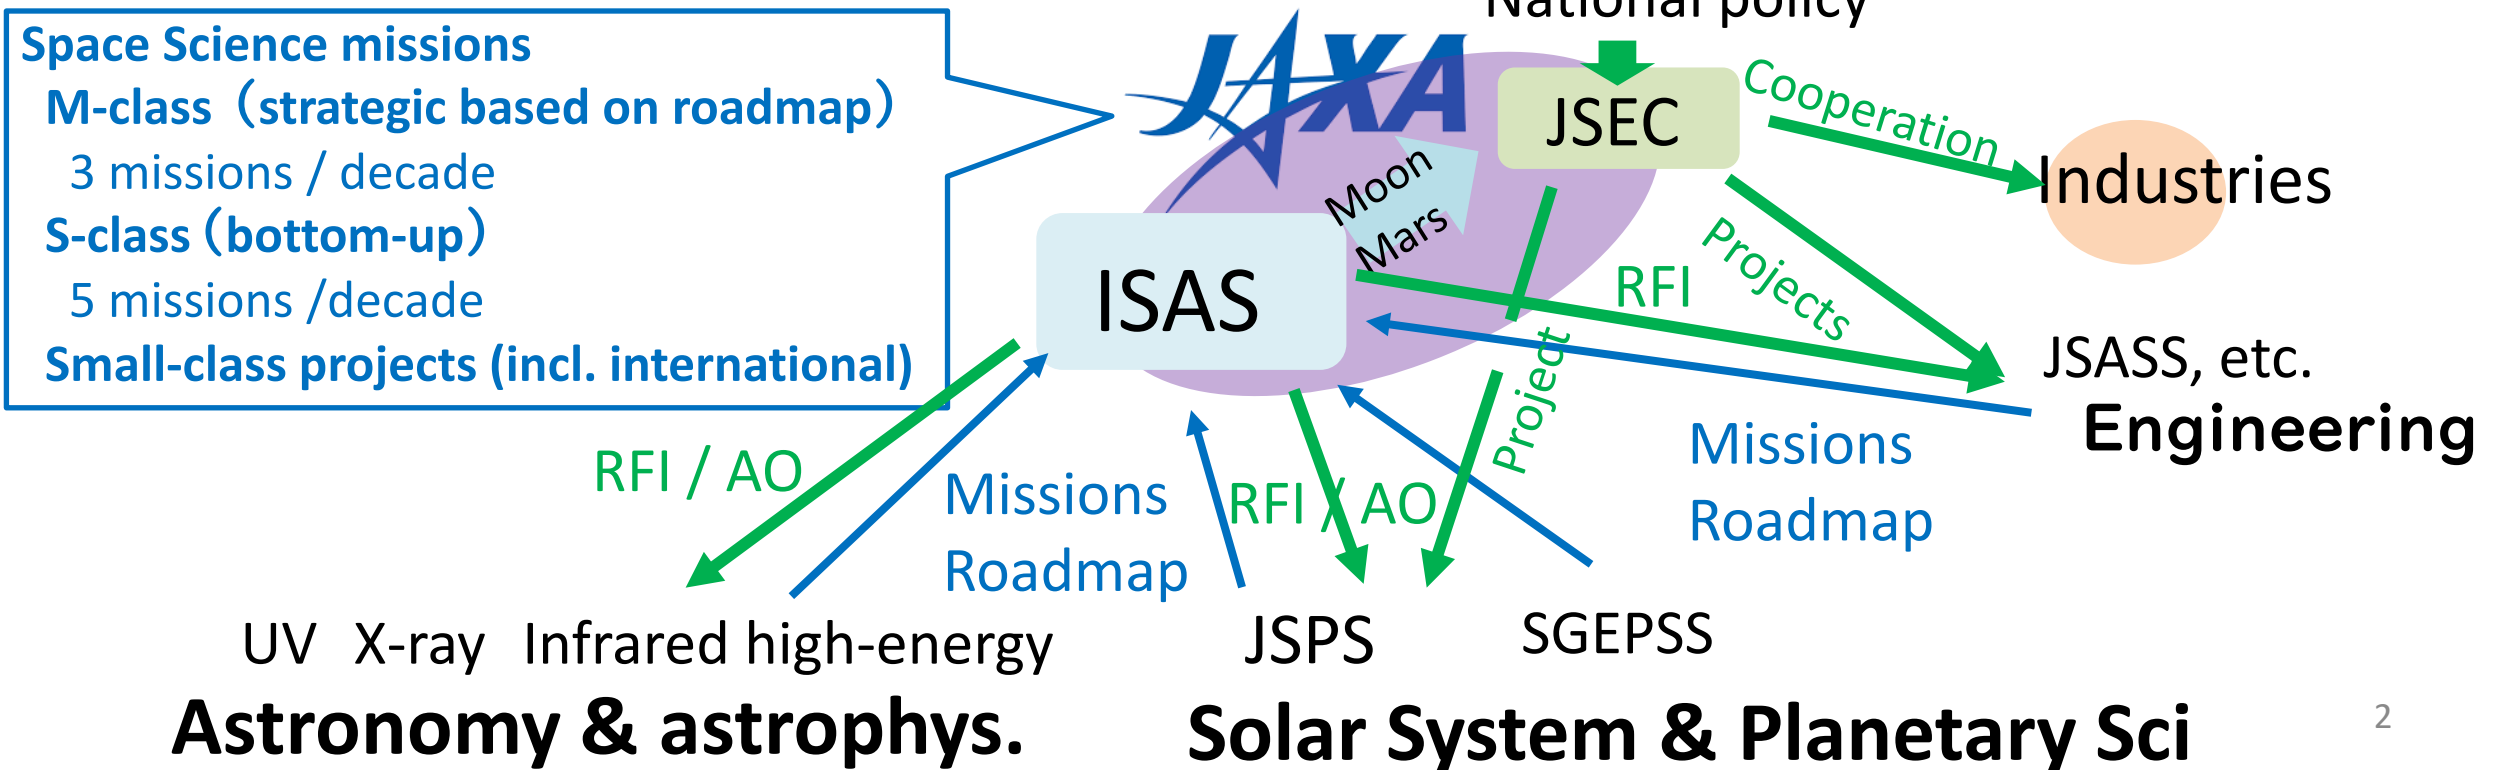 National policy
Space Science missions
M-class (strategic based on roadmap)
3 missions / decade
S-class (bottom-up)
5 missions / decade
Small-class projects (incl. international)
JAXA
JSEC
Cooperation
Industries
Moon
Mars
ISAS
RFI
Projects
JSASS, etc.
Engineering
Project
RFI / AO
Missions
Roadmap
RFI / AO
Missions
Roadmap
UV X-ray Infrared high-energy
JSPS
SGEPSS
Astronomy & astrophy.
Solar System & Planetary Sci
2